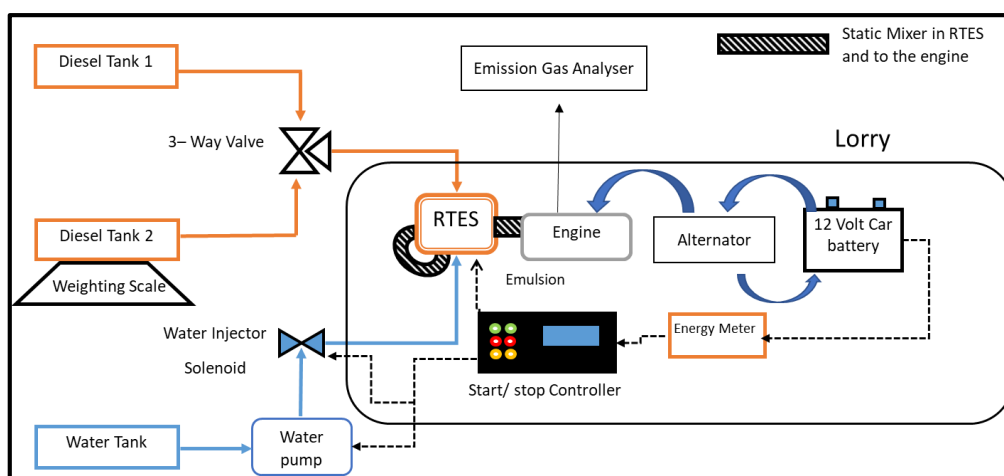 Static Mixer in RTES
and to the engine
Diesel Tank 1
Emission Gas Analyser
3– Way Valve
Lorry
RTES
Engine
Alternator
12 Volt Car
battery
Diesel Tank 2
Weighting Scale
Emulsion
Water Injector
Solenoid
Energy Meter
Start/ stop Controller
Water Tank
Water
pump